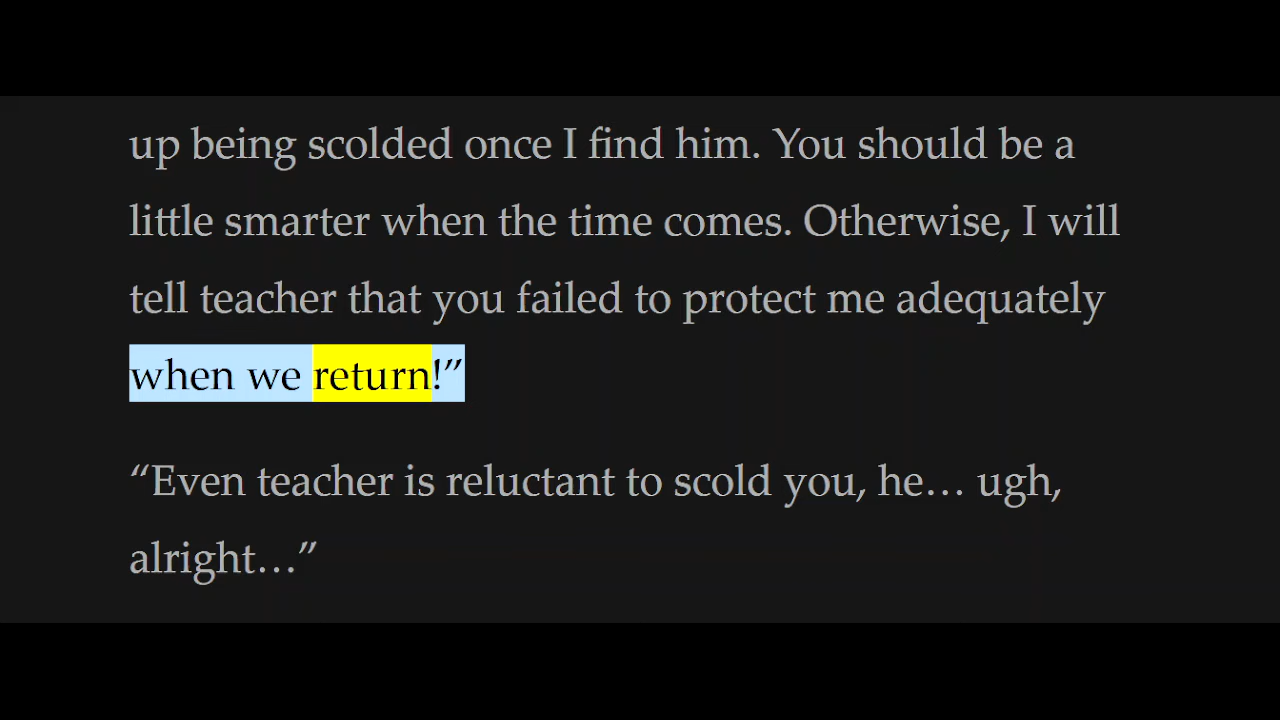 up being scolded once I find him. You should be a
little smarter when the time comes. Otherwise, I will
tell teacher that you failed to protect me adequately
when we return!”
“Even teacher is reluctant to scold you, he… ugh,
alright…”